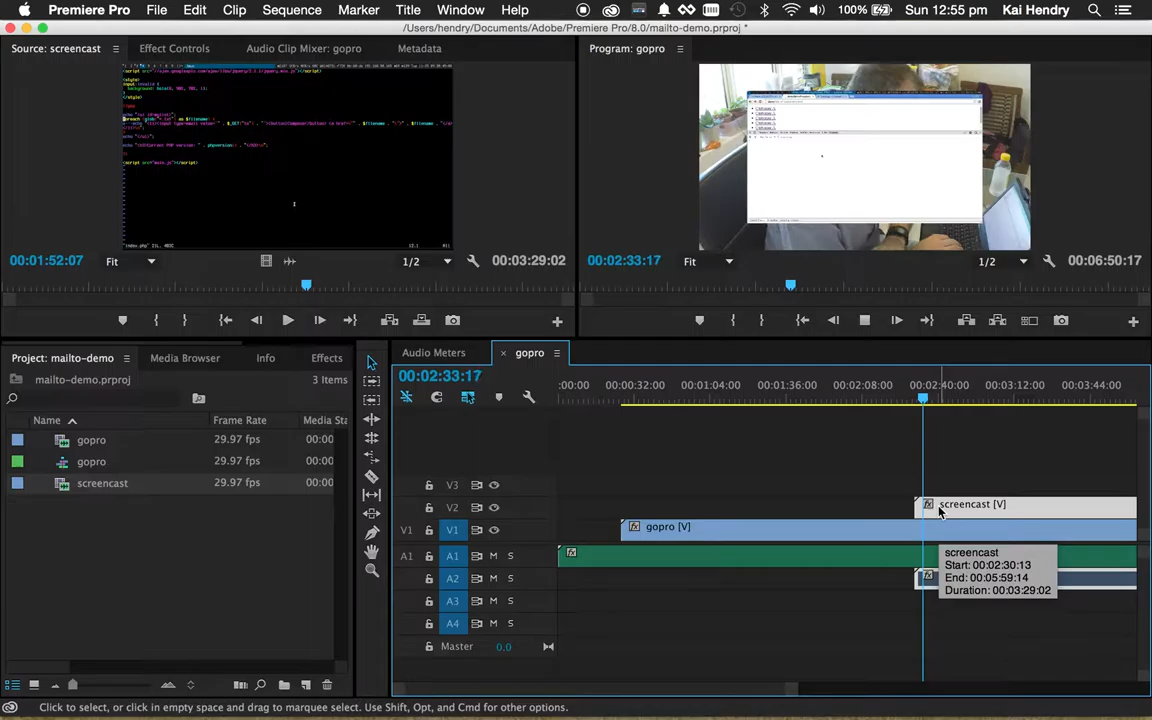 Premiere Pro File Edit Clip Sequence Marker Title Window Help 100% Sun 12:55 pm Kai Hendry
/Users/hendry/Documents/Adobe/Premiere Pro/8.0/mailto-demo.prproj *
Source: screencast Effect Controls Audio Clip Mixer: gopro Metadata
Program: gopro
00:01:52:07 Fit 1/2 00:03:29:02
00:02:33:17 Fit 1/2 00:06:50:17
Project: mailto-demo Media Browser Info Effects
mailto-demo.prproj 3 Items
Name Frame Rate Media Sta
gopro 29.97 fps 00:00
gopro 29.97 fps 00:00
screencast 29.97 fps 00:00
Audio Meters × gopro
00:02:33:17
:00:00 00:00:32:00 00:01:04:00 00:01:36:00 00:02:08:00 00:02:40:00 00:03:12:00 00:03:44:00
V3
V2 screencast [V]
V1 V1 gopro [V]
A1 A1 M S
A2 M S
A3 M S
A4 M S
Master 0.0
screencast
Start: 00:02:30:13
End: 00:05:59:14
Duration: 00:03:29:02
Click to select, or click in empty space and drag to marquee select. Use Shift, Opt, and Cmd for other options.